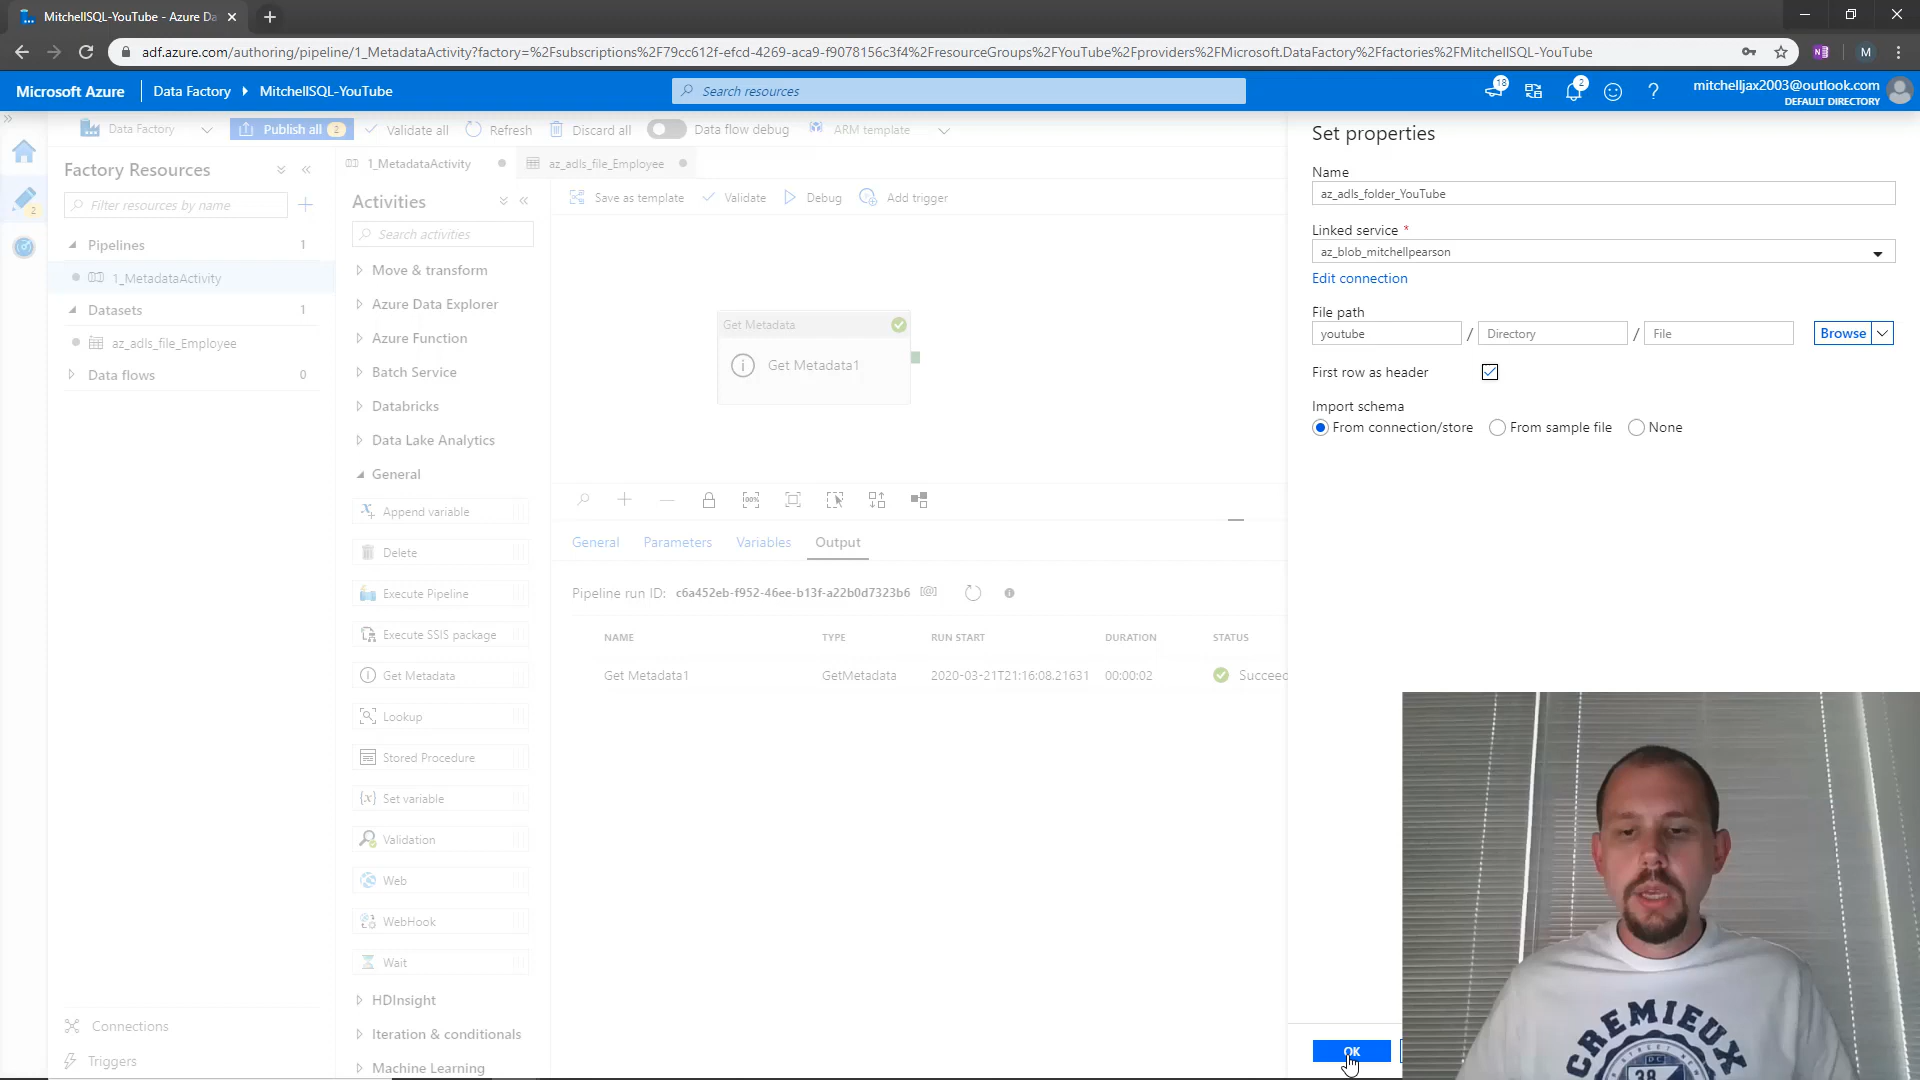 MitchellSQL-YouTube - Azure Da
adf.azure.com/authoring/pipeline/1_MetadataActivity?factory=%2Fsubscriptions%2F79cc612f-efcd-4269-aca9-f9078156c3f4%2FresourceGroups%2FYouTube%2Fproviders%2FMicrosoft.DataFactory%2Ffactories%2FMitchellSQL-YouTube
M
Microsoft Azure
Data Factory
MitchellSQL-YouTube
Search resources
18
2
?
mitchelljax2003@outlook.com
DEFAULT DIRECTORY
Data Factory
Publish all 2
Validate all
Refresh
Discard all
Data flow debug
ARM template
Factory Resources
Filter resources by name
2
Pipelines 1
1_MetadataActivity
Datasets 1
az_adls_file_Employee
Data flows 0
Connections
Triggers
1_MetadataActivity
az_adls_file_Employee
Activities
Search activities
Move & transform
Azure Data Explorer
Azure Function
Batch Service
Databricks
Data Lake Analytics
General
Append variable
Delete
Execute Pipeline
Execute SSIS package
Get Metadata
Lookup
Stored Procedure
Set variable
Validation
Web
WebHook
Wait
HDInsight
Iteration & conditionals
Machine Learning
Save as template
Validate
Debug
Add trigger
Get Metadata
Get Metadata1
100%
General
Parameters
Variables
Output
Pipeline run ID: c6a452eb-f952-46ee-b13f-a22b0d7323b6
NAME TYPE RUN START DURATION STATUS
Get Metadata1 GetMetadata 2020-03-21T21:16:08.21631 00:00:02 Succeed
Set properties
Name
az_adls_folder_YouTube
Linked service *
az_blob_mitchellpearson
Edit connection
File path
youtube / Directory / File
Browse
First row as header
Import schema
From connection/store
From sample file
None
OK
CREMIEUX
38